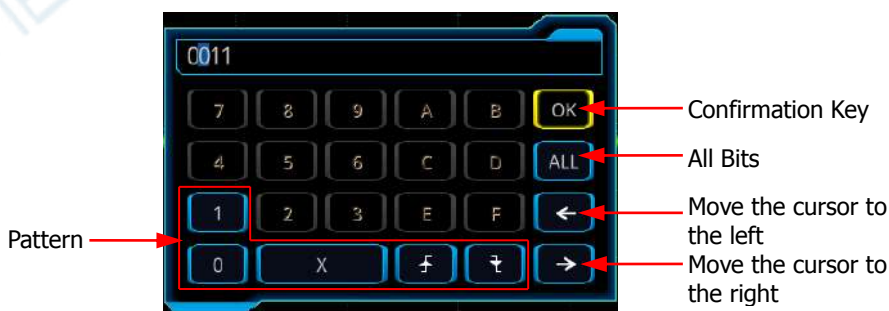 0011
7 8 9 A B OK
Confirmation Key
4 5 6 C D ALL
All Bits
1 2 3 E F ←
Move the cursor to
the left
Pattern
0 X →
Move the cursor to
the right